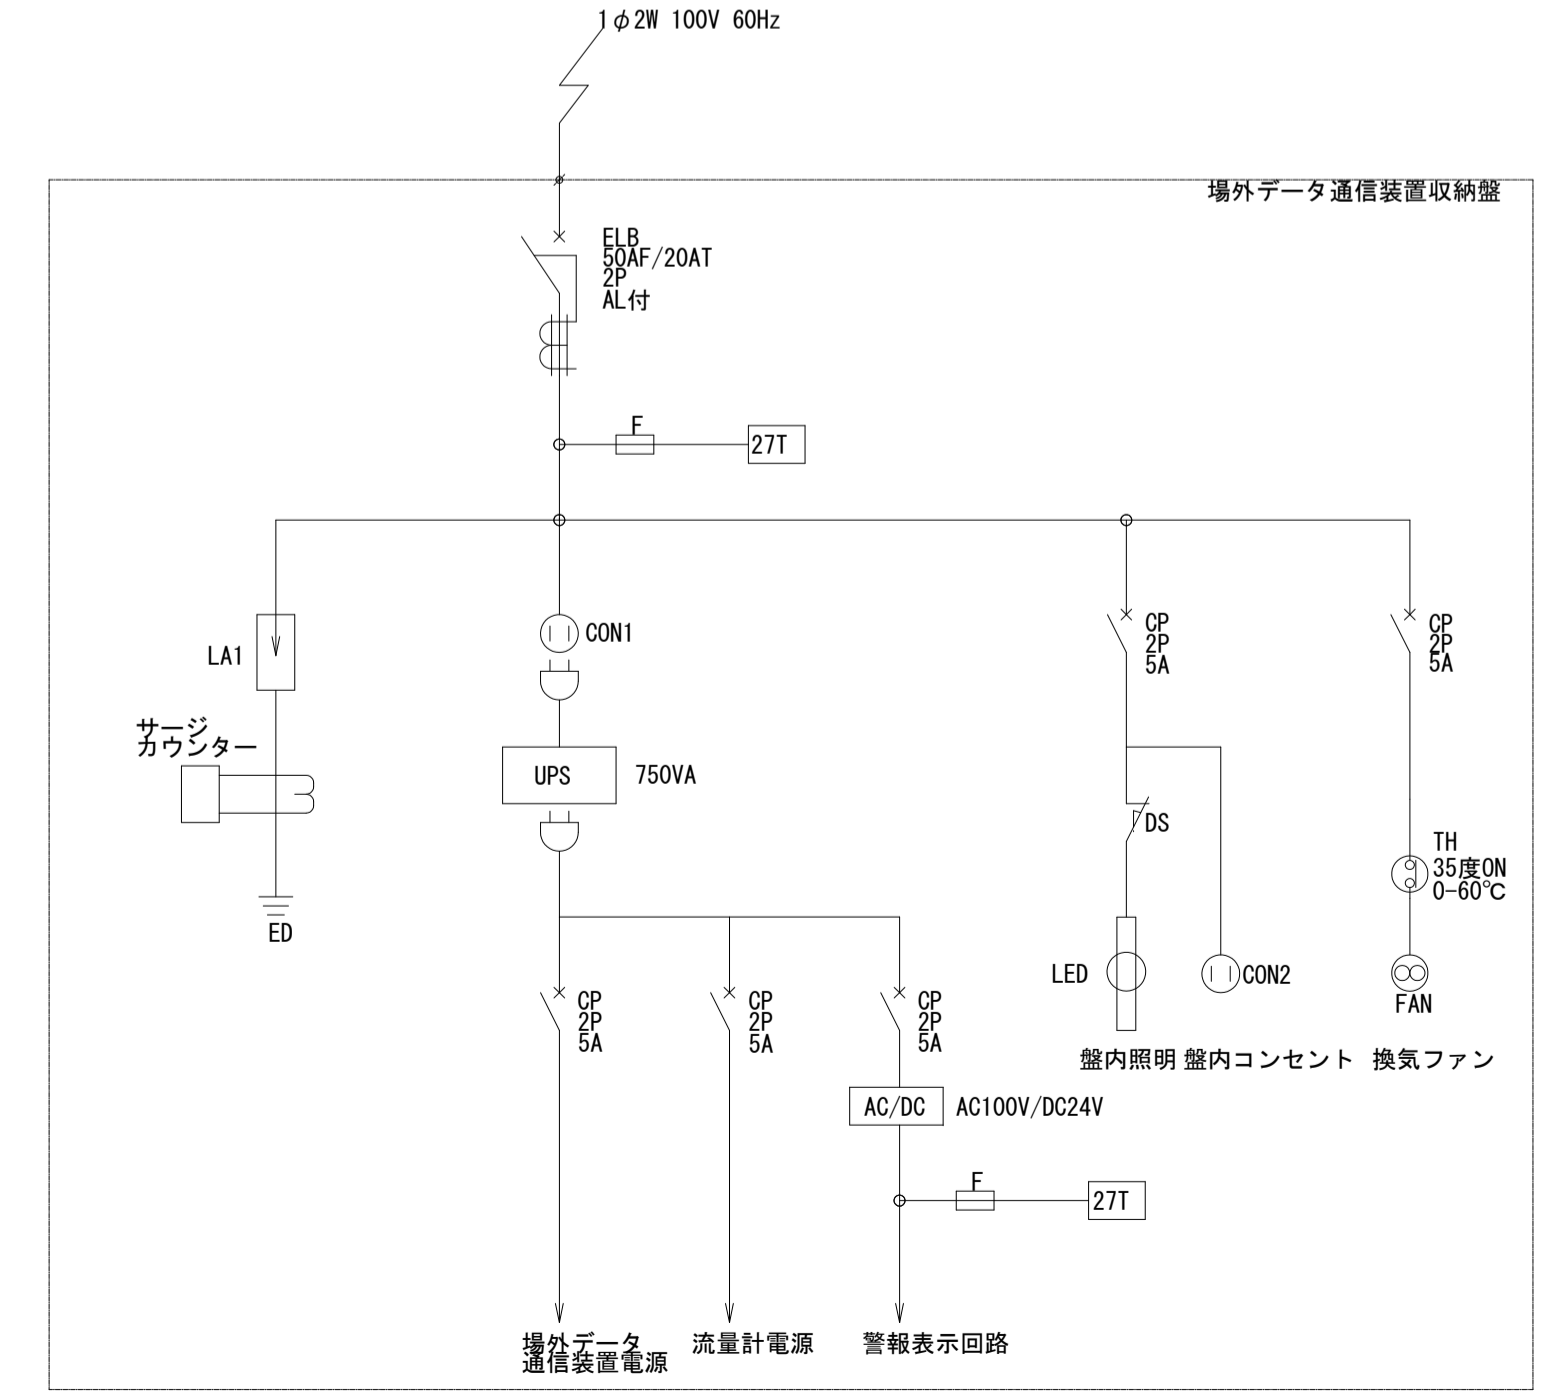 1φ2W 100V 60Hz
場外データ通信装置収納盤
ELB
50AF/20AT
2P
AL付
F
27T
CON1
LA1
サージ
カウンター
UPS
750VA
ED
CP
2P
5A
CP
2P
5A
DS
TH
35度ON
0-60℃
LED
CON2
FAN
盤内照明
盤内コンセント
換気ファン
CP
2P
5A
CP
2P
5A
CP
2P
5A
AC/DC
AC100V/DC24V
F
27T
場外データ
通信装置電源
流量計電源
警報表示回路